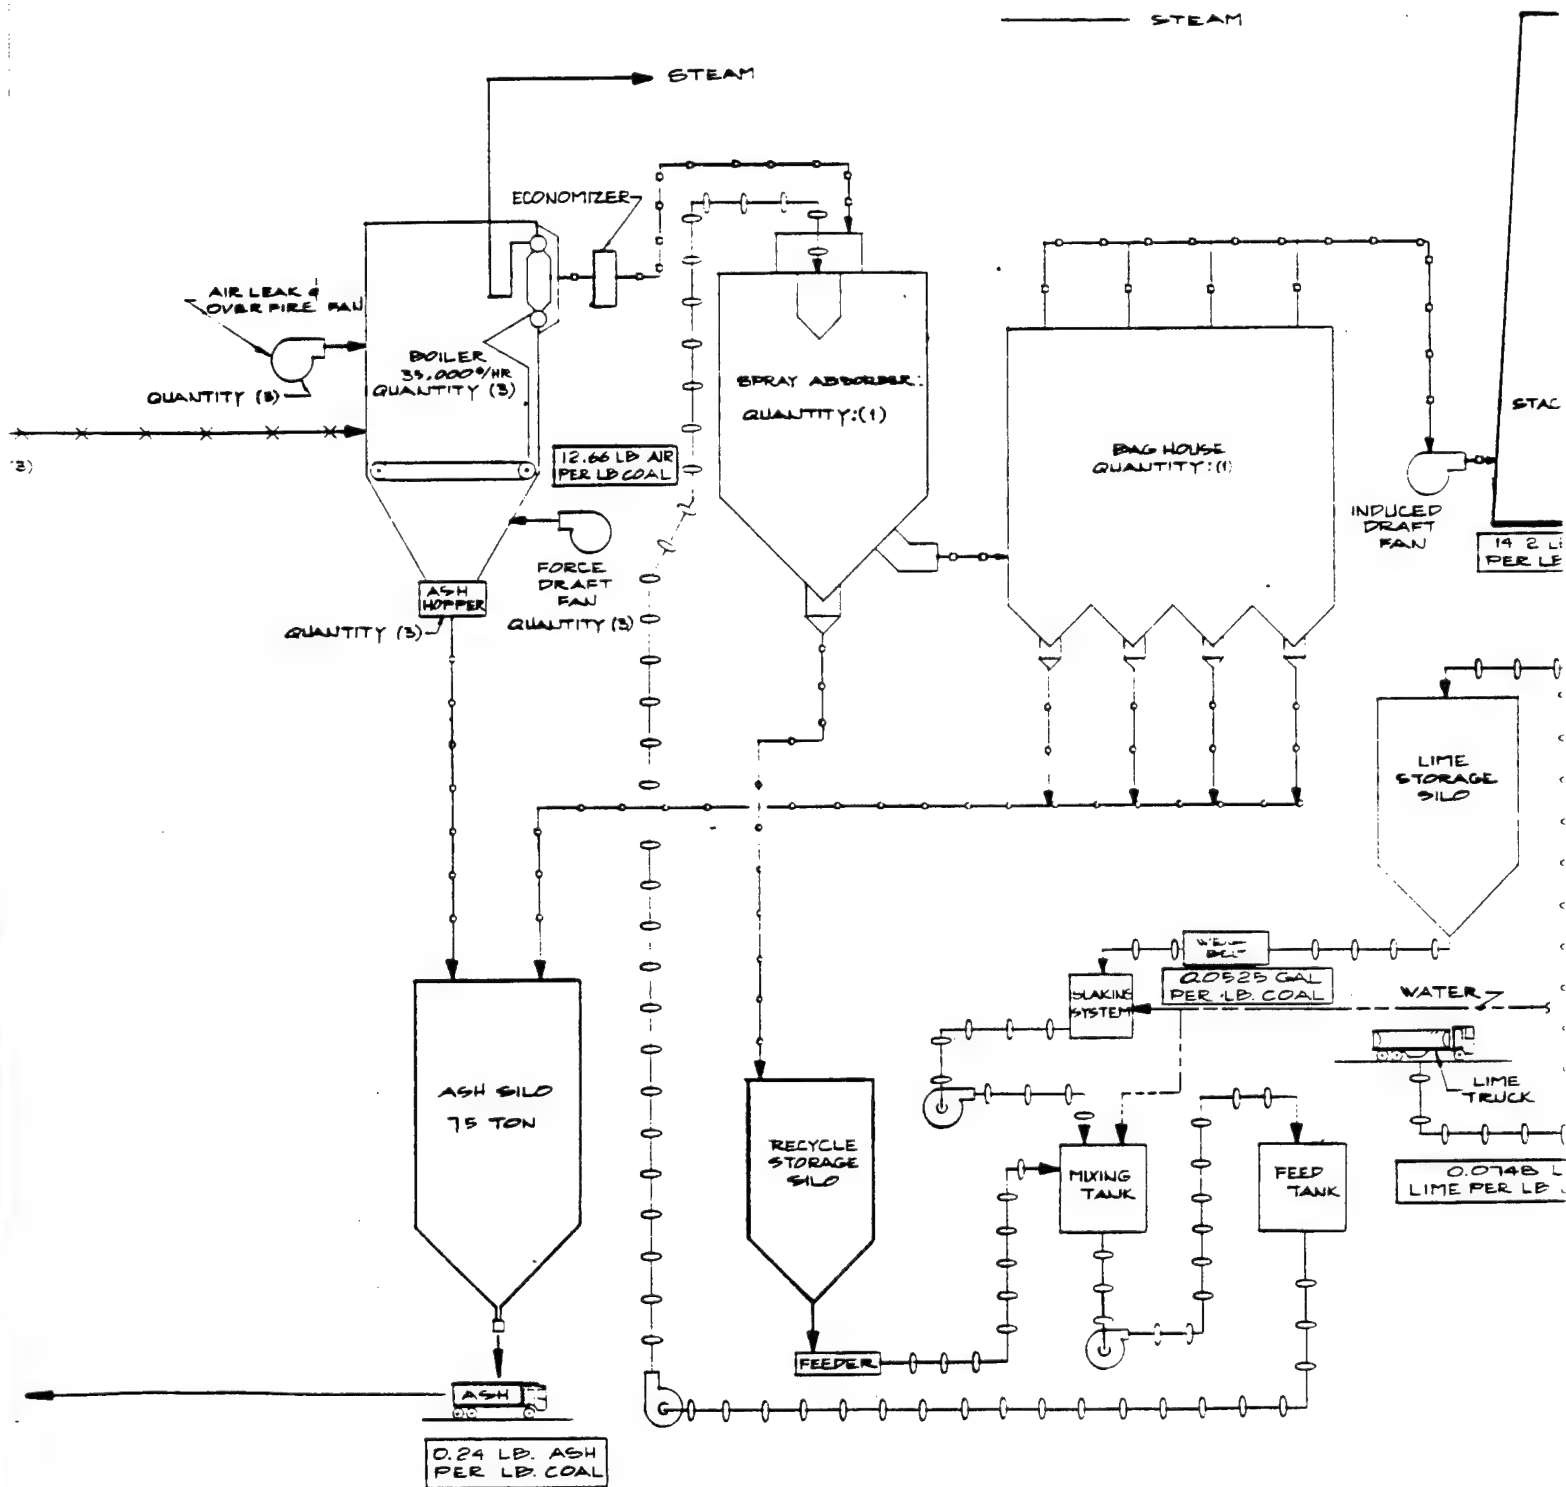 STEAM
STEAM
ECONOMIZER
AIR LEAK &
OVER FIRE FAN
QUANTITY (3)
BOILER
35,000#/HR
QUANTITY (3)
12.66 LB AIR
PER LB COAL
SPRAY ABSORBER:
QUANTITY:(1)
BAG HOUSE
QUANTITY:(1)
STAC
INDUCED
DRAFT
FAN
14.2 L
PER LB
3)
FORCE
DRAFT
FAN
QUANTITY (3)
ASH
HOPPER
QUANTITY (3)
LIME
STORAGE
SILO
BELT
0.0525 GAL
PER LB. COAL
SLAKING
SYSTEM
WATER
LIME
TRUCK
0.0748 L
LIME PER LB
ASH SILO
75 TON
RECYCLE
STORAGE
SILO
MIXING
TANK
FEED
TANK
FEEDER
ASH
0.24 LB. ASH
PER LB. COAL